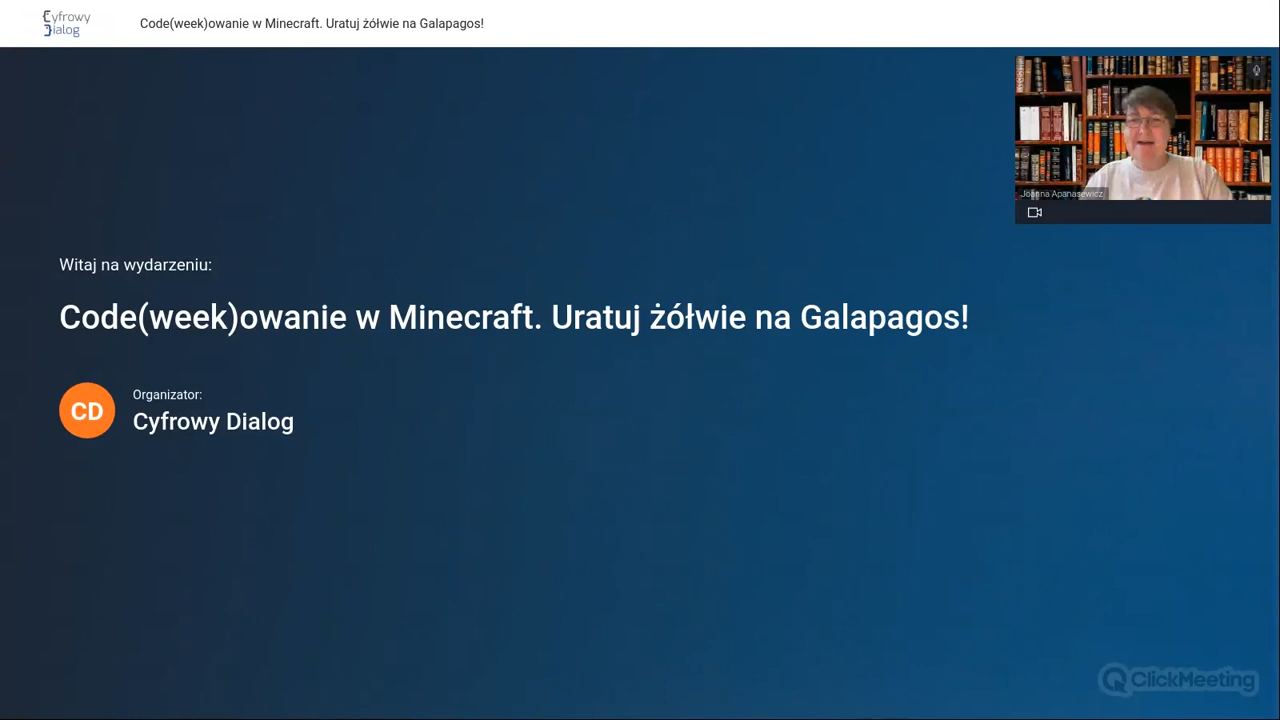 Cyfrowy
Dialog
Code(week)owanie w Minecraft. Uratuj żółwie na Galapagos!
Joanna Apanasewicz
Witaj na wydarzeniu:
Code(week)owanie w Minecraft. Uratuj żółwie na Galapagos!
CD
Organizator:
Cyfrowy Dialog
ClickMeeting